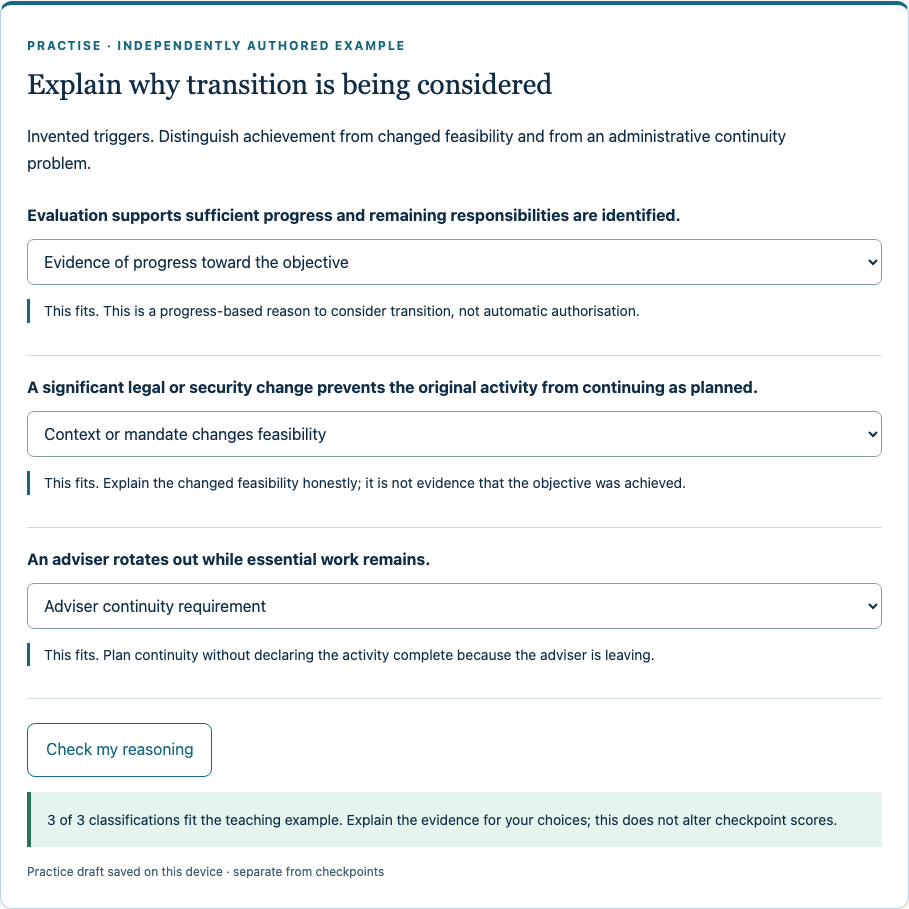 PRACTISE · INDEPENDENTLY AUTHORED EXAMPLE
Explain why transition is being considered
Invented triggers. Distinguish achievement from changed feasibility and from an administrative continuity
problem.
Evaluation supports sufficient progress and remaining responsibilities are identified.
Evidence of progress toward the objective
This fits. This is a progress-based reason to consider transition, not automatic authorisation.
A significant legal or security change prevents the original activity from continuing as planned.
Context or mandate changes feasibility
This fits. Explain the changed feasibility honestly; it is not evidence that the objective was achieved.
An adviser rotates out while essential work remains.
Adviser continuity requirement
This fits. Plan continuity without declaring the activity complete because the adviser is leaving.
Check my reasoning
3 of 3 classifications fit the teaching example. Explain the evidence for your choices; this does not alter checkpoint scores.
Practice draft saved on this device · separate from checkpoints